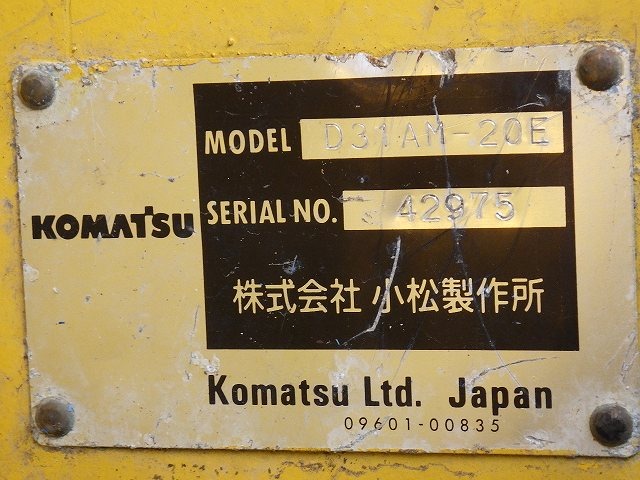 MODEL D31AM-20E
KOMATSU
SERIAL NO. 42975
株式会社 小松製作所
Komatsu Ltd. Japan
09601-00835